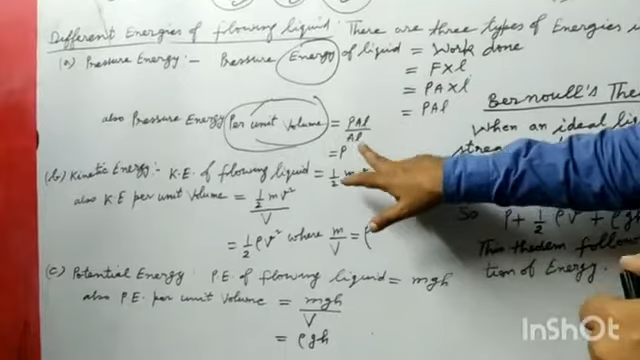 Different Energies of flowing liquid. There are three types of Energies i
(a) Pressure Energy:- Pressure Energy of liquid = Work done
= F×l
= PA×l
= PAl
also Pressure Energy Per unit Volume = PAl/Al
= P
(b) Kinetic Energy:- K.E. of flowing liquid = 1/2 m
also K.E per unit Volume = 1/2 mv²/V
= 1/2 ρv² where m/V = ρ
(c) Potential Energy: P.E. of flowing liquid = mgh
also P.E. per unit Volume = mgh/V
= ρgh
Bernoull's The
When an ideal li
So P + 1/2 ρv² + ρgh
This thedem follow
tion of Energy.
InShOt